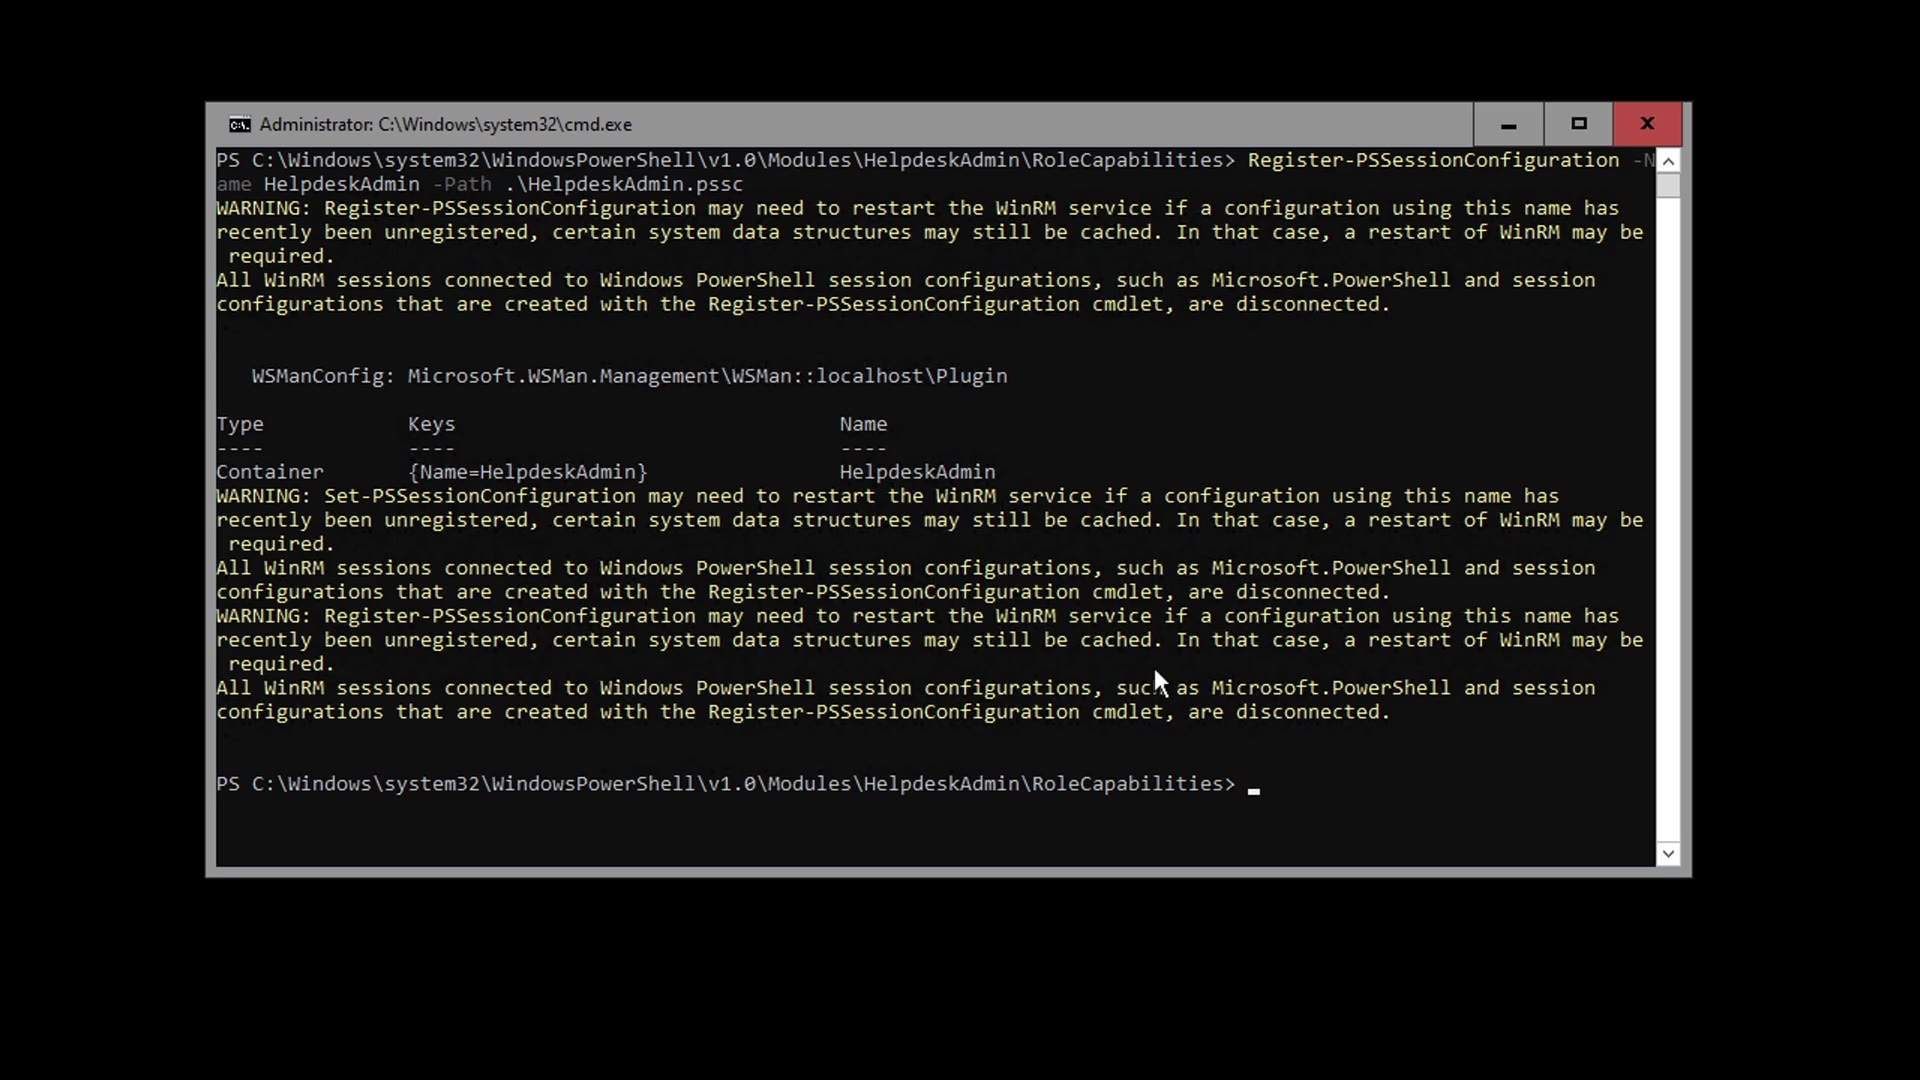 Administrator: C:\Windows\system32\cmd.exe
PS C:\Windows\system32\WindowsPowerShell\v1.0\Modules\HelpdeskAdmin\RoleCapabilities> Register-PSSessionConfiguration -N
ame HelpdeskAdmin -Path .\HelpdeskAdmin.pssc
WARNING: Register-PSSessionConfiguration may need to restart the WinRM service if a configuration using this name has
recently been unregistered, certain system data structures may still be cached. In that case, a restart of WinRM may be
 required.
All WinRM sessions connected to Windows PowerShell session configurations, such as Microsoft.PowerShell and session
configurations that are created with the Register-PSSessionConfiguration cmdlet, are disconnected.
WSManConfig: Microsoft.WSMan.Management\WSMan::localhost\Plugin
Type            Keys                                Name
----            ----                                ----
Container       {Name=HelpdeskAdmin}                HelpdeskAdmin
WARNING: Set-PSSessionConfiguration may need to restart the WinRM service if a configuration using this name has
recently been unregistered, certain system data structures may still be cached. In that case, a restart of WinRM may be
 required.
All WinRM sessions connected to Windows PowerShell session configurations, such as Microsoft.PowerShell and session
configurations that are created with the Register-PSSessionConfiguration cmdlet, are disconnected.
WARNING: Register-PSSessionConfiguration may need to restart the WinRM service if a configuration using this name has
recently been unregistered, certain system data structures may still be cached. In that case, a restart of WinRM may be
 required.
All WinRM sessions connected to Windows PowerShell session configurations, such as Microsoft.PowerShell and session
configurations that are created with the Register-PSSessionConfiguration cmdlet, are disconnected.
PS C:\Windows\system32\WindowsPowerShell\v1.0\Modules\HelpdeskAdmin\RoleCapabilities>